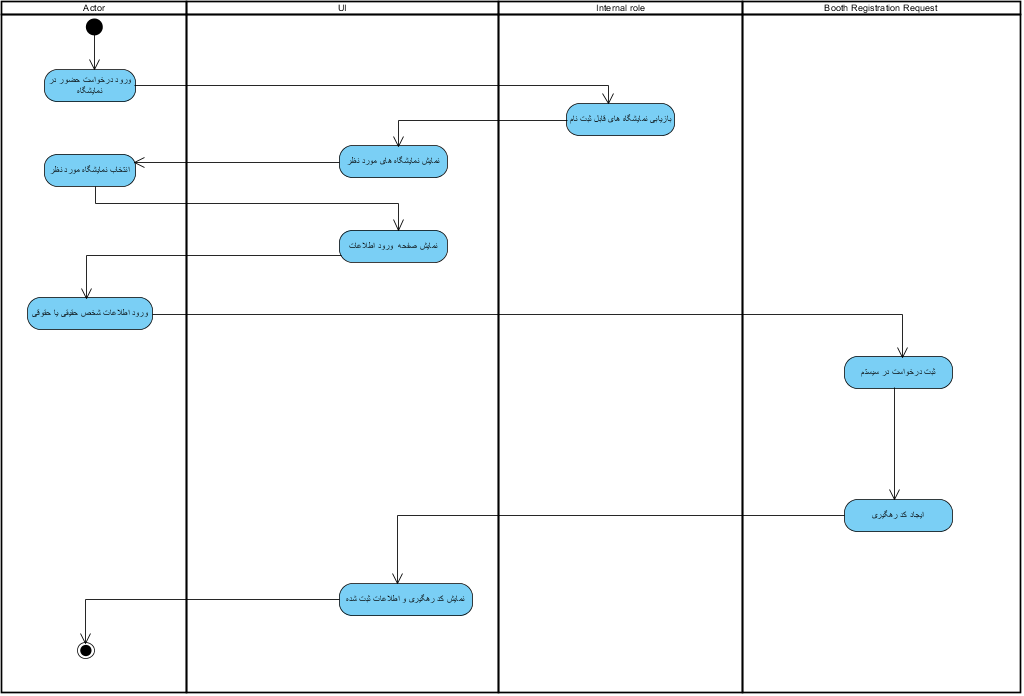 Actor
UI
Internal role
Booth Registration Request
ورود درخواست حضور در
نمایشگاه
بازیابی نمایشگاه های قابل ثبت نام
نمایش نمایشگاه های مورد نظر
انتخاب نمایشگاه مورد نظر
نمایش صفحه ورود اطلاعات
ورود اطلاعات شخص حقیقی یا حقوقی
ثبت درخواست در سیستم
ایجاد کد رهگیری
نمایش کد رهگیری و اطلاعات ثبت شده